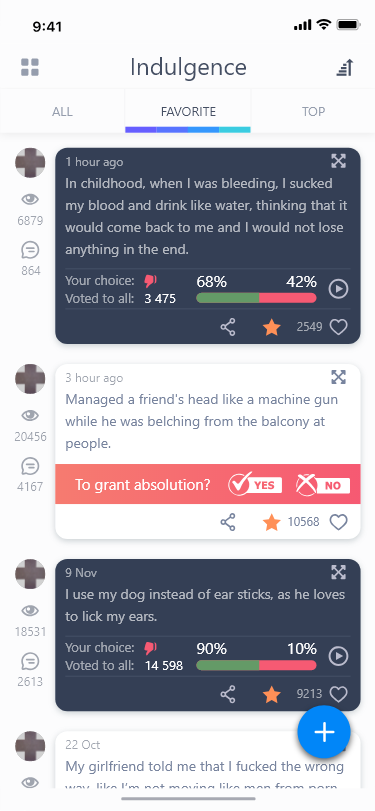 9:41
Indulgence
ALL FAVORITE TOP
1 hour ago
In childhood, when I was bleeding, I sucked
my blood and drink like water, thinking that it
would come back to me and I would not lose
anything in the end.
6879
864
Your choice: 68% 42%
Voted to all: 3 475
2549
3 hour ago
Managed a friend's head like a machine gun
while he was belching from the balcony at
people.
20456
4167
To grant absolution? YES NO
10568
9 Nov
I use my dog instead of ear sticks, as he loves
to lick my ears.
18531
2613
Your choice: 90% 10%
Voted to all: 14 598
9213
22 Oct
My girlfriend told me that I fucked the wrong
way, like I'm not moving like men from porn